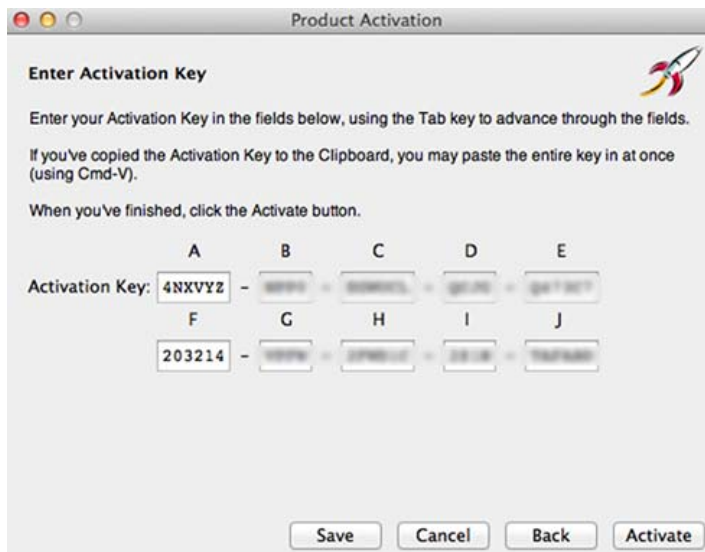 Product Activation
Enter Activation Key
Enter your Activation Key in the fields below, using the Tab key to advance through the fields.
If you've copied the Activation Key to the Clipboard, you may paste the entire key in at once
(using Cmd-V).
When you've finished, click the Activate button.
A B C D E
Activation Key: 4NXVYZ -
F G H I J
203214 -
Save Cancel Back Activate